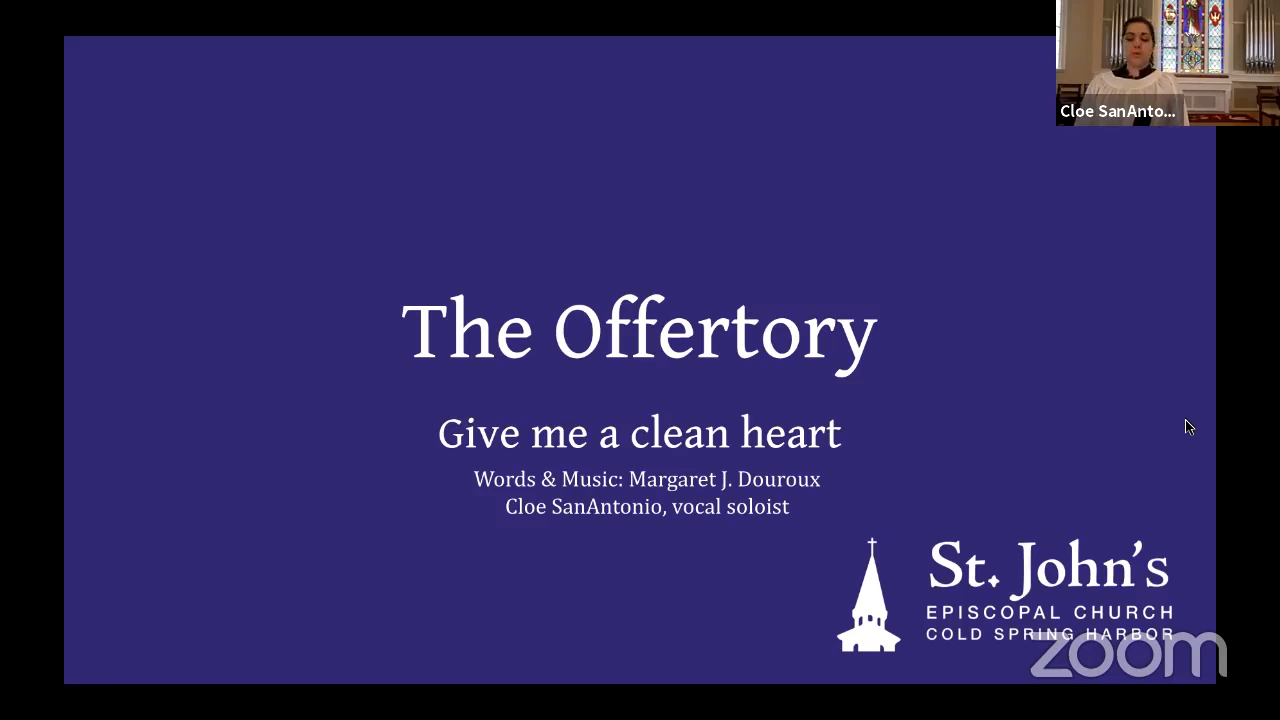 Cloe SanAnto...
The Offertory
Give me a clean heart
Words & Music: Margaret J. Douroux
Cloe SanAntonio, vocal soloist
St. John's
EPISCOPAL CHURCH
COLD SPRING HARBOR
zoom